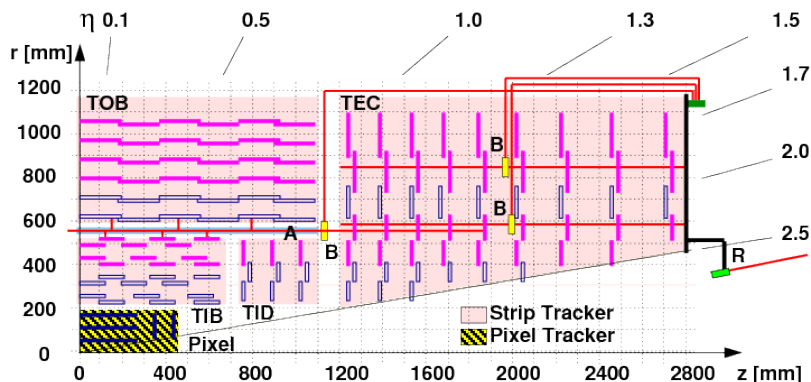 η 0.1 0.5 1.0 1.3 1.5
r [mm]
1.7
1200
TOB TEC
1000
B
2.0
800
B
600
A B
2.5
400
R
200
TIB TID
Strip Tracker
Pixel
Pixel Tracker
0
0 400 800 1200 1600 2000 2400 2800 z [mm]